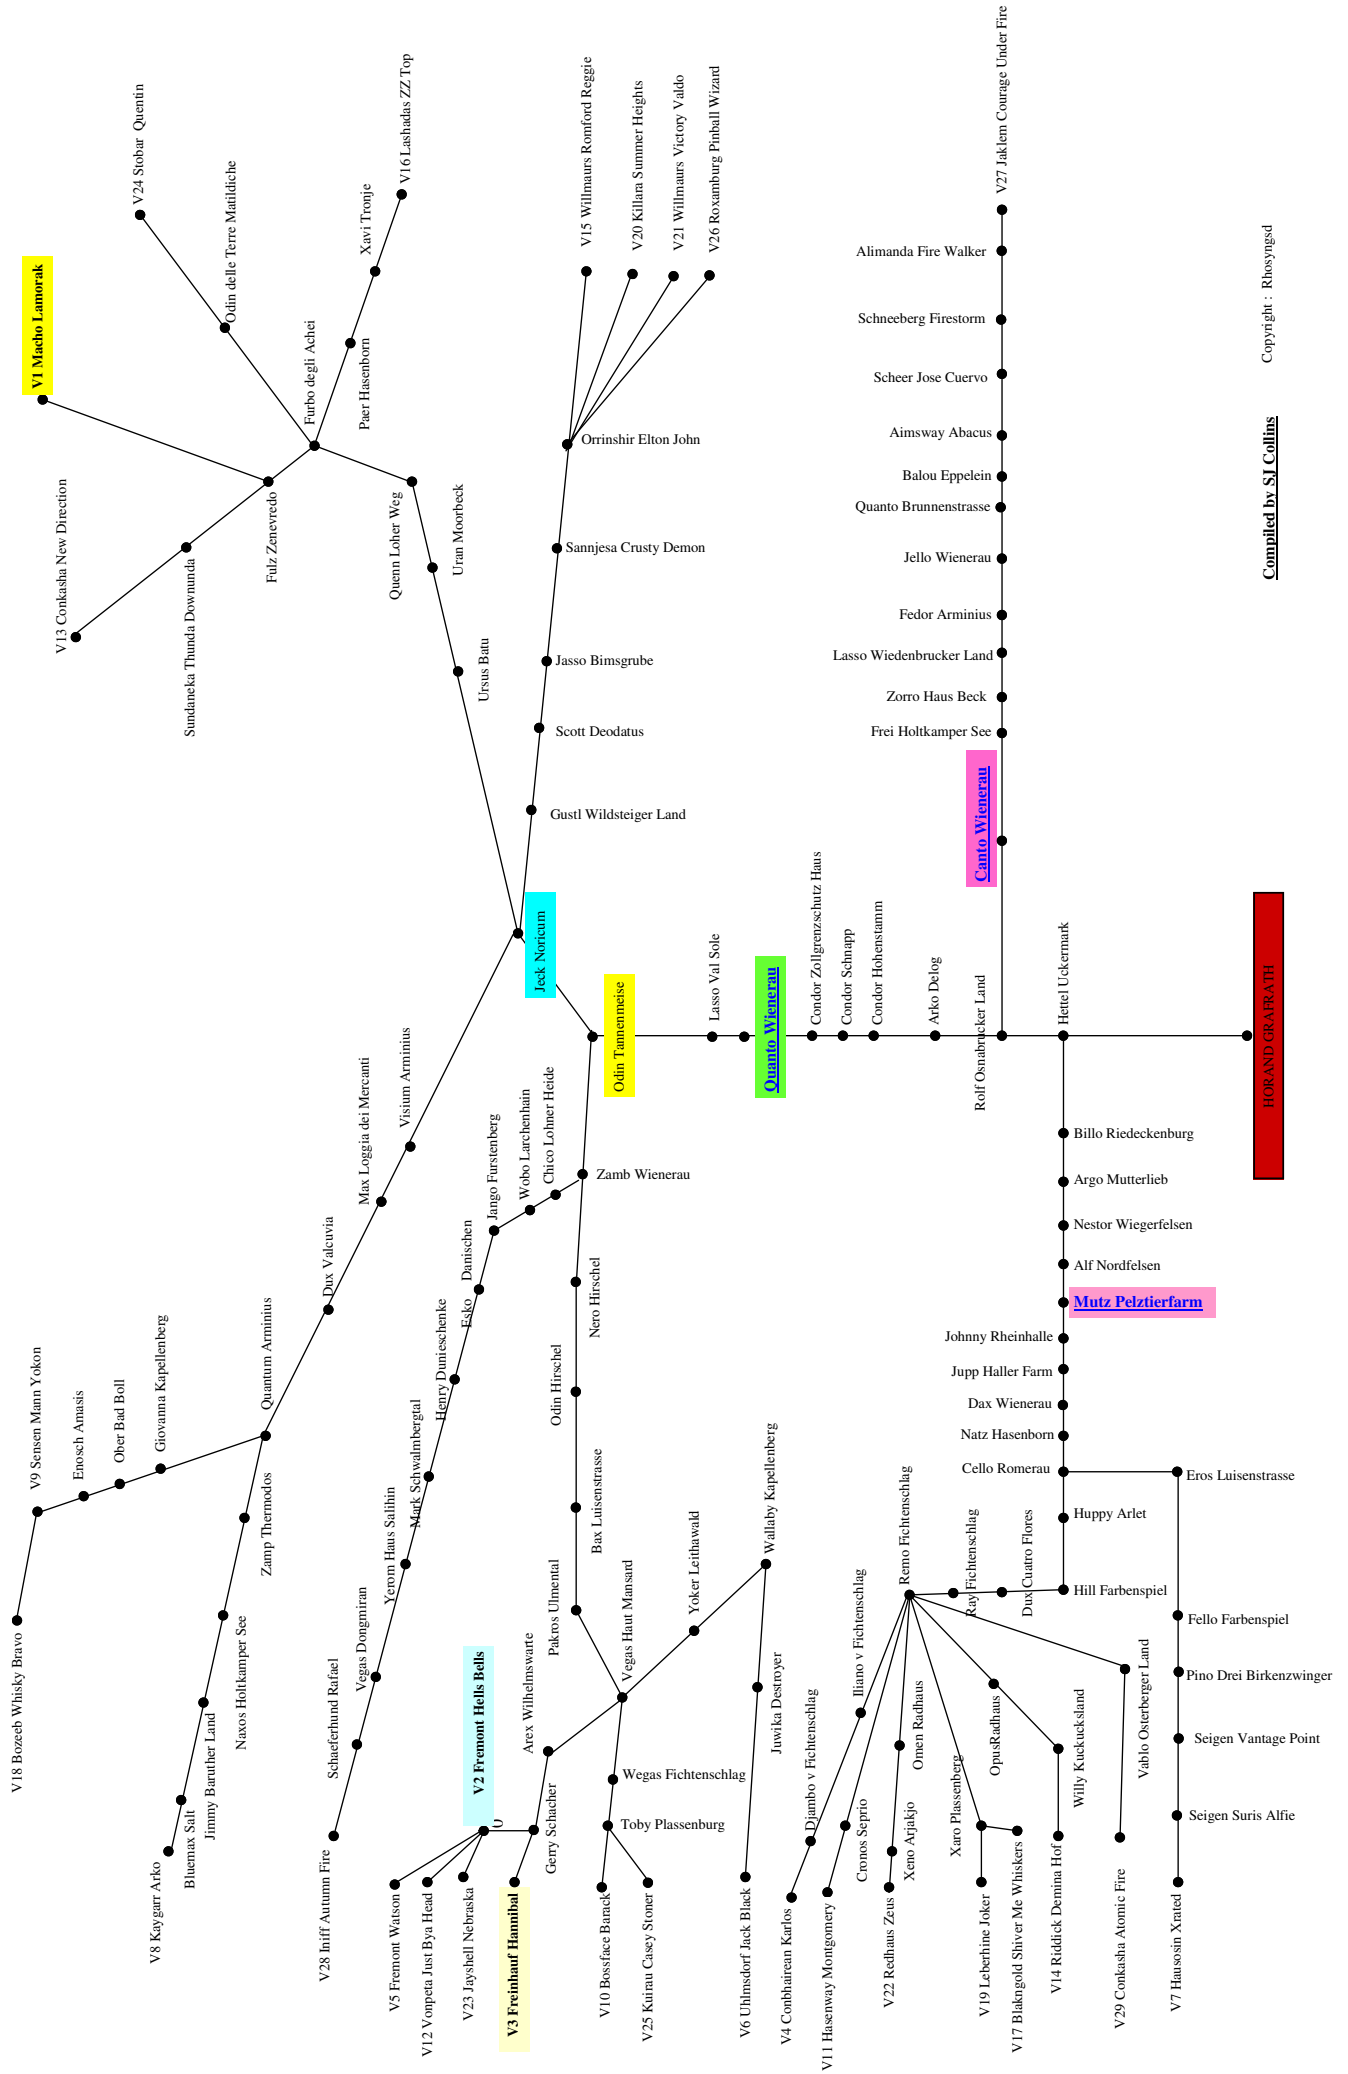 V1 Macho Lamorak
V24 Stobar Quentin
Odin delle Terre Matildiche
V16 Lashadas ZZ Top
Xavi Tronje
Paer Hasenborn
Furbo degli Achei
V13 Conkasha New Direction
Sundaneka Thunda Downunda
Fulz Zenevredo
Quenn Loher Weg
Uran Moorbeck
Ursus Batu
V15 Willmaurs Romford Reggie
V20 Killara Summer Heights
V21 Willmaurs Victory Valdo
V26 Roxamburg Pinball Wizard
Orrinshir Elton John
Sannjesa Crusty Demon
Jasso Bimsgrube
Scott Deodatus
Gustl Wildsteiger Land
V27 Jaklem Courage Under Fire
Alimanda Fire Walker
Schneeberg Firestorm
Scheer Jose Cuervo
Aimsway Abacus
Balou Eppelein
Quanto Brunnenstrasse
Jello Wienerau
Fedor Arminius
Lasso Wiedenbrucker Land
Zorro Haus Beck
Frei Holtkamper See
Canto Wienerau
Copyright : Rhosyngsd
Compiled by SJ Collins
Jeck Noricum
Odin Tannenmeise
Lasso Val Sole
Quanto Wienerau
Condor Zollgrenzschutz Haus
Condor Schnapp
Condor Hohenstamm
Arko Delog
Rolf Osnabrucker Land
Hettel Uckermark
HORAND GRAFRATH
Visium Arminius
Max Loggia dei Mercanti
Dux Valcuvia
Quantum Arminius
Giovanna Kapellenberg
Ober Bad Boll
Enosch Amasis
V9 Sensen Mann Yokon
V18 Bozeeb Whisky Bravo
Zamp Thermodos
Naxos Holtkamper See
Jimmy Baruther Land
Bluemax Salt
V8 Kaygarr Arko
Zamb Wienerau
Chico Lohner Heide
Wobo Larchenhain
Jango Furstenberg
Esko Danischen
Henry Dunieschenke
Mark Schwalmbergtal
Yerom Haus Salihin
Vegas Dongmiran
Schaeferhund Rafael
V28 Iniff Autumn Fire
Nero Hirschel
Odin Hirschel
Bax Luisenstrasse
Pakros Ulmental
Vegas Haut Mansard
Yoker Leithawald
Wallaby Kapellenberg
Juwika Destroyer
V6 Uhlmsdorf Jack Black
Arex Wilhelmswarte
Gerry Schacher
V2 Fremont Hells Bells
V5 Fremont Watson
V12 Vonpeta Just Bya Head
V23 Jayshell Nebraska
V3 Freinhauf Hannibal
Wegas Fichtenschlag
Toby Plassenburg
V10 Bossface Barack
V25 Kuirau Casey Stoner
Billo Riedeckenburg
Argo Mutterlieb
Nestor Wiegerfelsen
Alf Nordfelsen
Mutz Pelztierfarm
Johnny Rheinhalle
Jupp Haller Farm
Dax Wienerau
Natz Hasenborn
Cello Romerau
Eros Luisenstrasse
Huppy Arlet
Hill Farbenspiel
Dux Cuatro Flores
Ray Fichtenschlag
Remo Fichtenschlag
Iliano v Fichtenschlag
Djambo v Fichtenschlag
V4 Conbhairean Karlos
Cronos Seprio
V11 Hasenway Montgomery
Omen Radhaus
Xeno Arjakjo
V22 Redhaus Zeus
Xaro Plassenberg
V19 Leberhine Joker
V17 Blakngold Shiver Me Whiskers
OpusRadhaus
Willy Kuckucksland
V14 Riddick Demina Hof
Vablo Osterberger Land
V29 Conkasha Atomic Fire
Fello Farbenspiel
Pino Drei Birkenzwinger
Seigen Vantage Point
Seigen Suris Alfie
V7 Hausosin Xrated